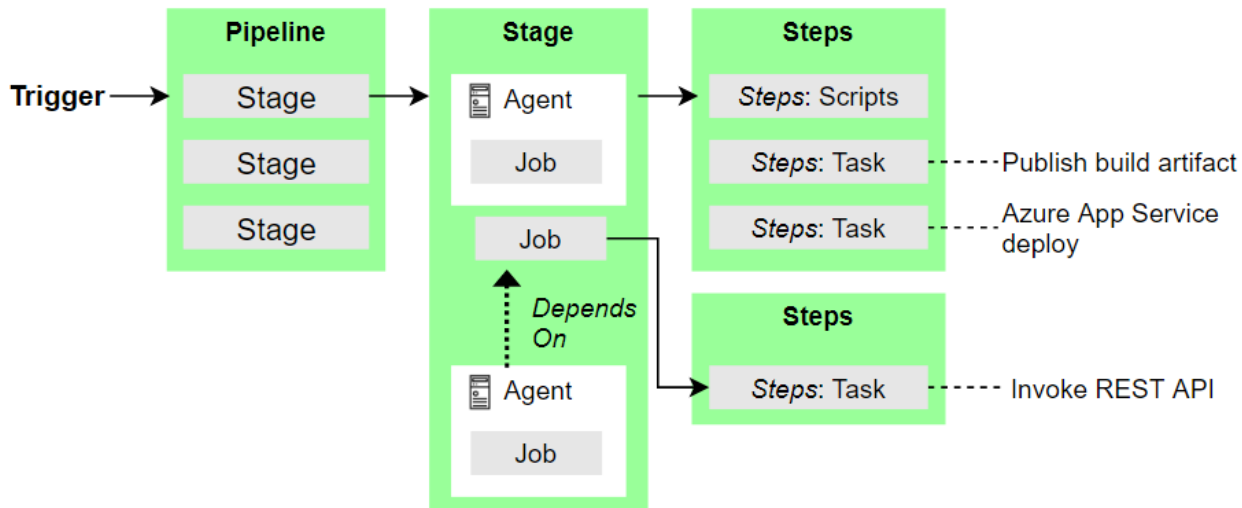 Pipeline
Trigger
Stage
Stage
Stage
Stage
Agent
Job
Job
Depends
On
Agent
Job
Steps
Steps: Scripts
Steps: Task
Publish build artifact
Steps: Task
Azure App Service
deploy
Steps
Steps: Task
Invoke REST API